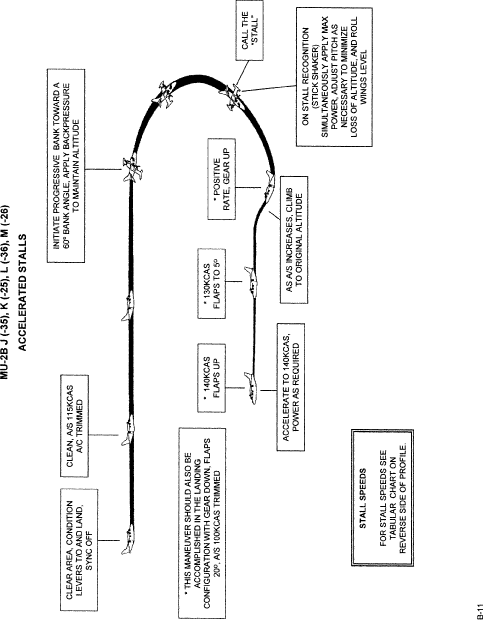 MU-2B J (-35), K (-25), L (-36), M (-26)
ACCELERATED STALLS
CLEAR AREA, CONDITION
LEVERS T/O AND LAND,
SYNC OFF
CLEAN, A/S 115KCAS
A/C TRIMMED
INITIATE PROGRESSIVE BANK TOWARD A
60º BANK ANGLE, APPLY BACKPRESSURE
TO MAINTAIN ALTITUDE
CALL THE
"STALL"
ON STALL RECOGNITION
(STICK SHAKER)
SIMULTANEOUSLY APPLY MAX
POWER, ADJUST PITCH AS
NECESSARY TO MINIMIZE
LOSS OF ALTITUDE, AND ROLL
WINGS LEVEL
* POSITIVE
RATE, GEAR UP
AS A/S INCREASES, CLIMB
TO ORIGINAL ALTITUDE
* 130KCAS
FLAPS TO 5º
* 140KCAS
FLAPS UP
ACCELERATE TO 140KCAS,
POWER AS REQUIRED
* THIS MANEUVER SHOULD ALSO BE
ACCOMPLISHED IN THE LANDING
CONFIGURATION WITH GEAR DOWN, FLAPS
20º, A/S 100KCAS TRIMMED
STALL SPEEDS
FOR STALL SPEEDS SEE
TABULAR CHART ON
REVERSE SIDE OF PROFILE.
B-11